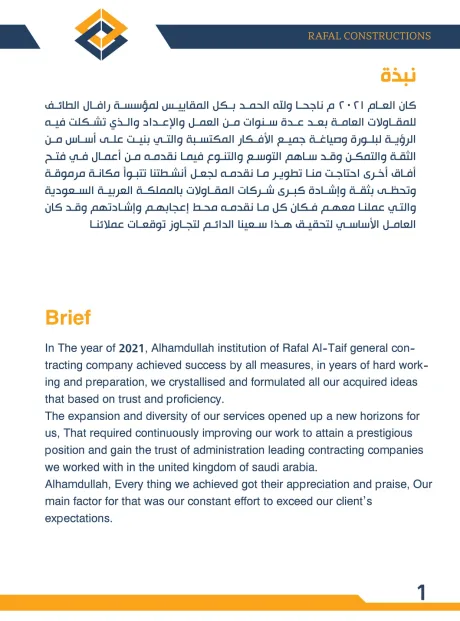 RAFAL CONSTRUCTIONS
نبذة
كان العام ٢٠٢١ م ناجحا ولله الحمد بكل المقاييس لمؤسسة رافال الطائف
للمقاولات العامة بعد عدة سنوات من العمل والإعداد والذي تشكلت فيه
الرؤية لبلورة وصياغة جميع الأفكار المكتسبة والتي بنيت على أساس من
الثقة والتمكن وقد ساهم التوسع والتنوع فيما نقدمه من أعمال في فتح
أفاق أخرى احتاجت منا تطوير ما نقدمه لجعل أنشطتنا تتبوأ مكانة مرموقة
وتحظى بثقة وإشادة كبرى شركات المقاولات بالمملكة العربية السعودية
والتي عملنا معهم فكان كل ما نقدمه محط إعجابهم وإشادتهم وقد كان
العامل الأساسي لتحقيق هذا سعينا الدائم لتجاوز توقعات عملائنا
Brief
In The year of 2021, Alhamdullah institution of Rafal Al-Taif general con-
tracting company achieved success by all measures, in years of hard work-
ing and preparation, we crystallised and formulated all our acquired ideas
that based on trust and proficiency.
The expansion and diversity of our services opened up a new horizons for
us, That required continuously improving our work to attain a prestigious
position and gain the trust of administration leading contracting companies
we worked with in the united kingdom of saudi arabia.
Alhamdullah, Every thing we achieved got their appreciation and praise, Our
main factor for that was our constant effort to exceed our client's
expectations.
1